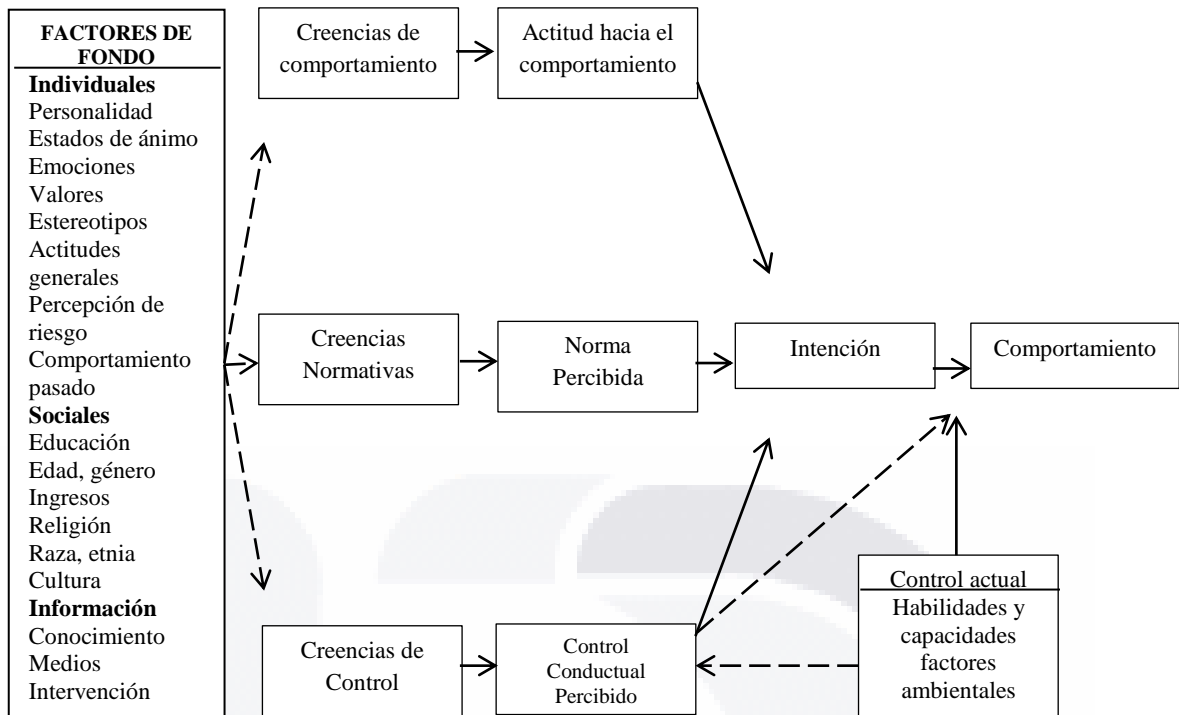 FACTORES DE
FONDO
Individuales
Personalidad
Estados de ánimo
Emociones
Valores
Estereotipos
Actitudes
generales
Percepción de
riesgo
Comportamiento
pasado
Sociales
Educación
Edad, género
Ingresos
Religión
Raza, etnia
Cultura
Información
Conocimiento
Medios
Intervención
Creencias de
comportamiento
Actitud hacia el
comportamiento
Creencias
Normativas
Norma
Percibida
Intención
Comportamiento
Creencias de
Control
Control
Conductual
Percibido
Control actual
Habilidades y
capacidades
factores
ambientales